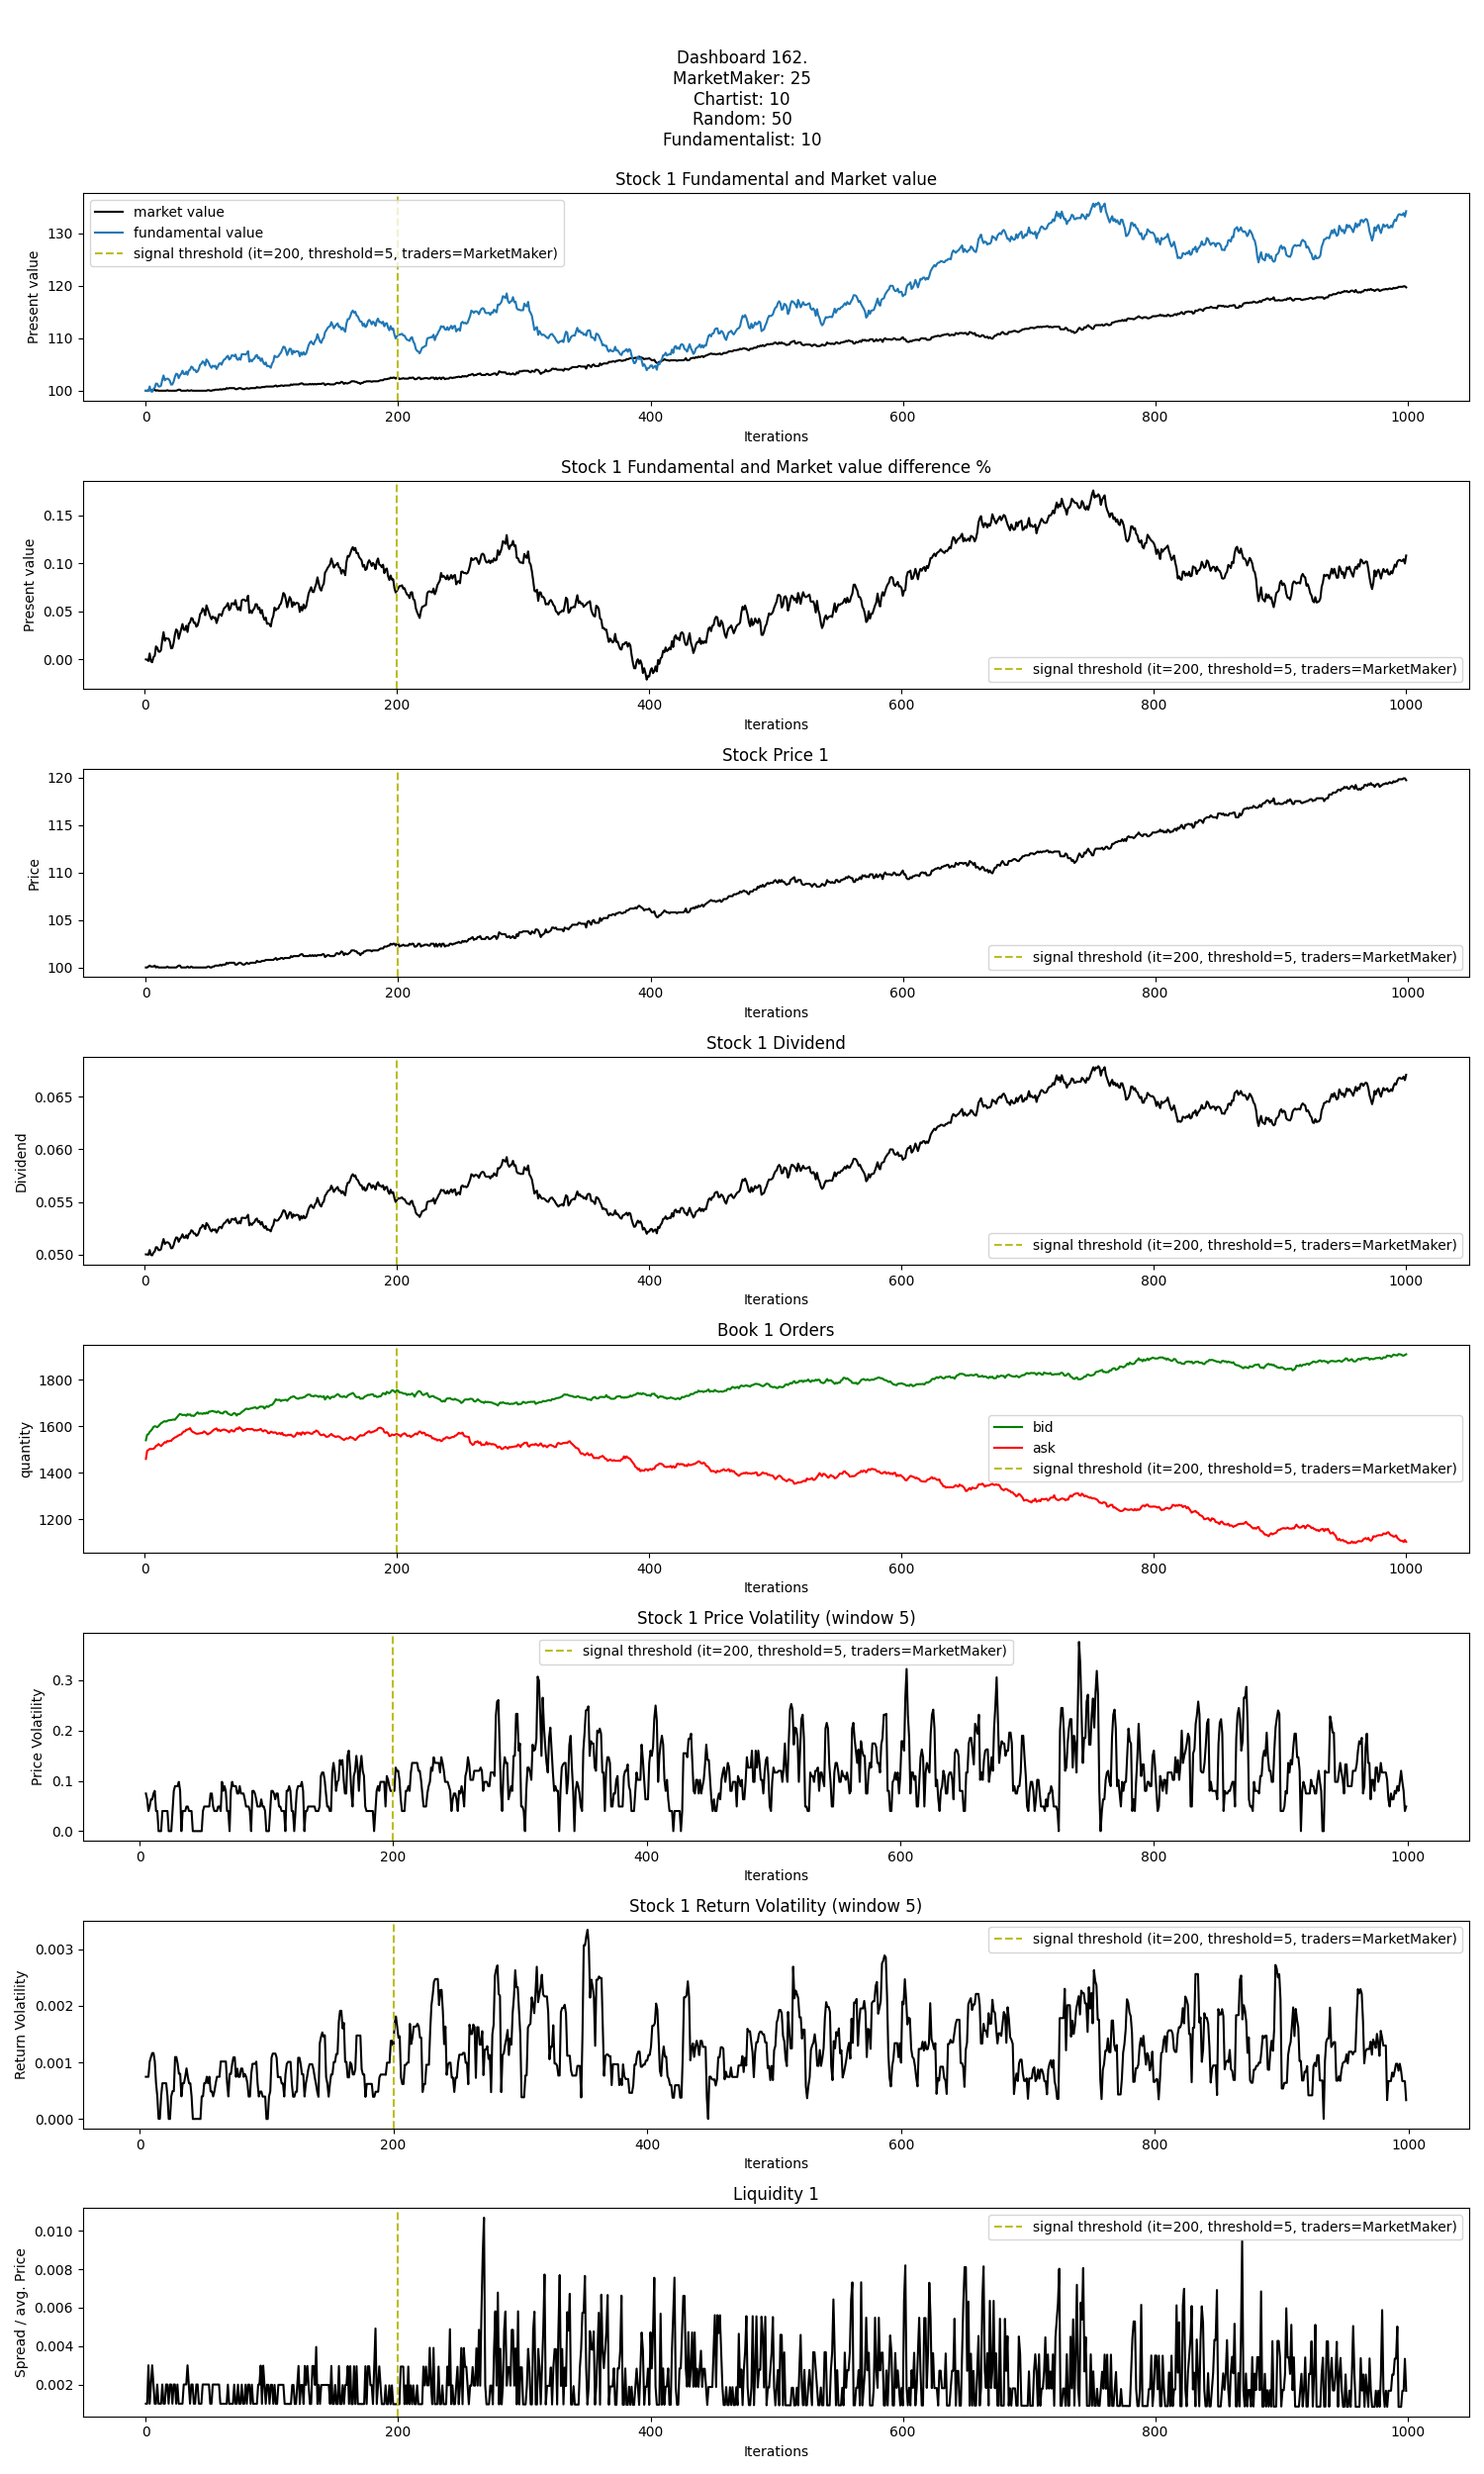 Dashboard 162.
MarketMaker: 25
Chartist: 10
Random: 50
Fundamentalist: 10
Stock 1 Fundamental and Market value
market value
fundamental value
signal threshold (it=200, threshold=5, traders=MarketMaker)
Present value
130
120
110
100
0 200 400 600 800 1000
Iterations
Stock 1 Fundamental and Market value difference %
Present value
0.15
0.10
0.05
0.00
signal threshold (it=200, threshold=5, traders=MarketMaker)
0 200 400 600 800 1000
Iterations
Stock Price 1
Price
120
115
110
105
100
signal threshold (it=200, threshold=5, traders=MarketMaker)
0 200 400 600 800 1000
Iterations
Stock 1 Dividend
Dividend
0.065
0.060
0.055
0.050
signal threshold (it=200, threshold=5, traders=MarketMaker)
0 200 400 600 800 1000
Iterations
Book 1 Orders
quantity
1800
1600
1400
1200
bid
ask
signal threshold (it=200, threshold=5, traders=MarketMaker)
0 200 400 600 800 1000
Iterations
Stock 1 Price Volatility (window 5)
signal threshold (it=200, threshold=5, traders=MarketMaker)
Price Volatility
0.3
0.2
0.1
0.0
0 200 400 600 800 1000
Iterations
Stock 1 Return Volatility (window 5)
signal threshold (it=200, threshold=5, traders=MarketMaker)
Return Volatility
0.003
0.002
0.001
0.000
0 200 400 600 800 1000
Iterations
Liquidity 1
signal threshold (it=200, threshold=5, traders=MarketMaker)
Spread / avg. Price
0.010
0.008
0.006
0.004
0.002
0 200 400 600 800 1000
Iterations